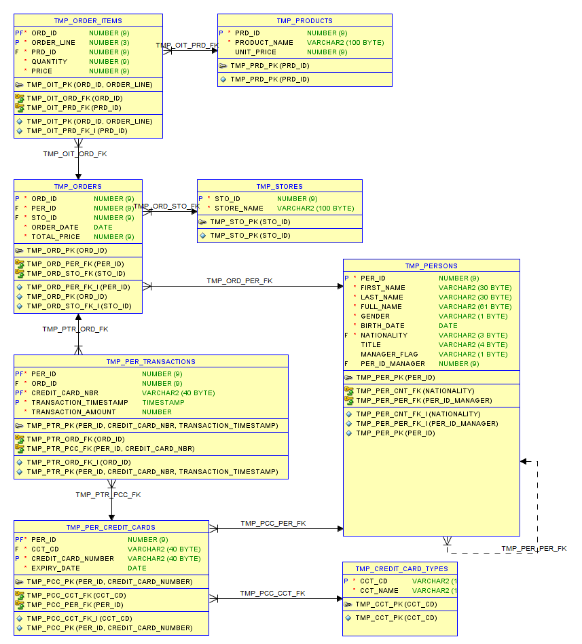 TMP_ORDER_ITEMS
PF* ORD_ID NUMBER (9)
P * ORDER_LINE NUMBER (3)
F * PRD_ID NUMBER (9)
* QUANTITY NUMBER (9)
* PRICE NUMBER (9)
TMP_OIT_PK (ORD_ID, ORDER_LINE)
TMP_OIT_ORD_FK (ORD_ID)
TMP_OIT_PRD_FK (PRD_ID)
TMP_OIT_PK (ORD_ID, ORDER_LINE)
TMP_OIT_PRD_FK_I (PRD_ID)
TMP_OIT_PRD_FK
TMP_PRODUCTS
P * PRD_ID NUMBER (9)
* PRODUCT_NAME VARCHAR2 (100 BYTE)
* UNIT_PRICE NUMBER (9)
TMP_PRD_PK (PRD_ID)
TMP_PRD_PK (PRD_ID)
TMP_OIT_ORD_FK
TMP_ORDERS
P * ORD_ID NUMBER (9)
F * PER_ID NUMBER (9)
F * STO_ID NUMBER (9)
* ORDER_DATE DATE
* TOTAL_PRICE NUMBER (9)
TMP_ORD_PK (ORD_ID)
TMP_ORD_PER_FK (PER_ID)
TMP_ORD_STO_FK (STO_ID)
TMP_ORD_PER_FK_I (PER_ID)
TMP_ORD_PK (ORD_ID)
TMP_ORD_STO_FK_I (STO_ID)
TMP_ORD_STO_FK
TMP_STORES
P * STO_ID NUMBER (9)
* STORE_NAME VARCHAR2 (100 BYTE)
TMP_STO_PK (STO_ID)
TMP_STO_PK (STO_ID)
TMP_ORD_PER_FK
TMP_PERSONS
P * PER_ID NUMBER (9)
* FIRST_NAME VARCHAR2 (30 BYTE)
* LAST_NAME VARCHAR2 (30 BYTE)
* FULL_NAME VARCHAR2 (61 BYTE)
* GENDER VARCHAR2 (1 BYTE)
* BIRTH_DATE DATE
F * NATIONALITY VARCHAR2 (3 BYTE)
TITLE VARCHAR2 (4 BYTE)
MANAGER_FLAG VARCHAR2 (1 BYTE)
F PER_ID_MANAGER NUMBER (9)
TMP_PER_PK (PER_ID)
TMP_PER_CNT_FK (NATIONALITY)
TMP_PER_PER_FK (PER_ID_MANAGER)
TMP_PER_CNT_FK_I (NATIONALITY)
TMP_PER_PER_FK_I (PER_ID_MANAGER)
TMP_PER_PK (PER_ID)
TMP_PTR_ORD_FK
TMP_PER_TRANSACTIONS
PF* PER_ID NUMBER (9)
F * ORD_ID NUMBER (9)
PF* CREDIT_CARD_NBR VARCHAR2 (40 BYTE)
P * TRANSACTION_TIMESTAMP TIMESTAMP
* TRANSACTION_AMOUNT NUMBER
TMP_PTR_PK (PER_ID, CREDIT_CARD_NBR, TRANSACTION_TIMESTAMP)
TMP_PTR_ORD_FK (ORD_ID)
TMP_PTR_PCC_FK (PER_ID, CREDIT_CARD_NBR)
TMP_PTR_ORD_FK_I (ORD_ID)
TMP_PTR_PK (PER_ID, CREDIT_CARD_NBR, TRANSACTION_TIMESTAMP)
TMP_PTR_PCC_FK
TMP_PER_CREDIT_CARDS
PF* PER_ID NUMBER (9)
F * CCT_CD VARCHAR2 (40 BYTE)
P * CREDIT_CARD_NUMBER VARCHAR2 (40 BYTE)
* EXPIRY_DATE DATE
TMP_PCC_PK (PER_ID, CREDIT_CARD_NUMBER)
TMP_PCC_CCT_FK (CCT_CD)
TMP_PCC_PER_FK (PER_ID)
TMP_PCC_CCT_FK_I (CCT_CD)
TMP_PCC_PK (PER_ID, CREDIT_CARD_NUMBER)
TMP_PCC_PER_FK
TMP_PER_PER_FK
TMP_PCC_CCT_FK
TMP_CREDIT_CARD_TYPES
P * CCT_CD VARCHAR2 (1
* CCT_NAME VARCHAR2 (1
TMP_CCT_PK (CCT_CD)
TMP_CCT_PK (CCT_CD)